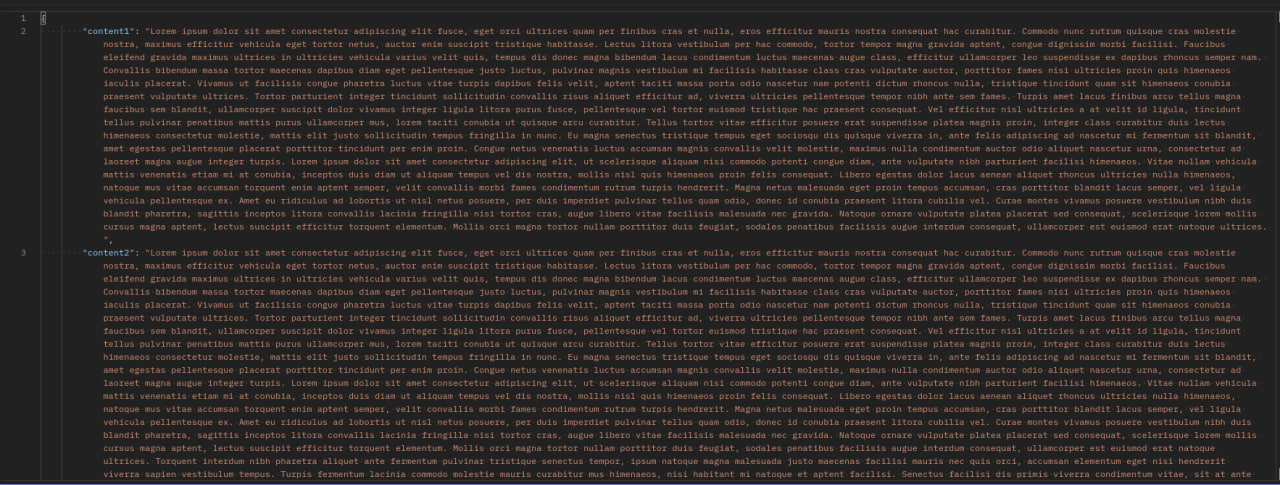 1 {
2 "content1": "Lorem ipsum dolor sit amet consectetur adipiscing elit fusce, eget orci ultrices quam per finibus cras et nulla, eros efficitur mauris nostra consequat hac curabitur. Commodo nunc rutrum quisque cras molestie
nostra, maximus efficitur vehicula eget tortor netus, auctor enim suscipit tristique habitasse. Lectus litora vestibulum per hac commodo, tortor tempor magna gravida aptent, congue dignissim morbi facilisi. Faucibus
eleifend gravida maximus ultrices in ultricies vehicula varius velit quis, tempus dis donec magna bibendum lacus condimentum luctus maecenas augue class, efficitur ullamcorper leo suspendisse ex dapibus rhoncus semper nam.
Convallis bibendum massa tortor maecenas dapibus diam eget pellentesque justo luctus, pulvinar magnis vestibulum mi facilisis habitasse class cras vulputate auctor, porttitor fames nisi ultricies proin quis himenaeos
iaculis placerat. Vivamus ut facilisis congue pharetra luctus vitae turpis dapibus felis velit, aptent taciti massa porta odio nascetur nam potenti dictum rhoncus nulla, tristique tincidunt quam sit himenaeos conubia
praesent vulputate ultrices. Tortor parturient integer tincidunt sollicitudin convallis risus aliquet efficitur ad, viverra ultricies pellentesque tempor nibh ante sem fames. Turpis amet lacus finibus arcu tellus magna
faucibus sem blandit, ullamcorper suscipit dolor vivamus integer ligula litora purus fusce, pellentesque vel tortor euismod tristique hac praesent consequat. Vel efficitur nisl ultricies a at velit id ligula, tincidunt
tellus pulvinar penatibus mattis purus ullamcorper mus, lorem taciti conubia ut quisque arcu curabitur. Tellus tortor vitae efficitur erat suspendisse platea magnis proin, integer class curabitur duis lectus
himenaeos consectetur molestie, mattis elit justo sollicitudin tempus fringilla in nunc. Eu magna senectus tristique tempus eget sociosqu dis quisque viverra in, ante felis adipiscing ad nascetur mi fermentum sit blandit,
amet egestas pellentesque placerat porttitor tincidunt per enim proin. Congue netus venenatis luctus accumsan magnis convallis velit molestie, maximus nulla condimentum auctor odio aliquet nascetur urna, consectetur ad
laoreet magna augue integer turpis. Lorem ipsum dolor sit amet consectetur adipiscing elit, ut scelerisque aliquam nisi commodo potenti congue diam, ante vulputate nibh parturient facilisi himenaeos. Vitae nullam vehicula
mattis venenatis etiam mi at conubia, inceptos duis diam ut aliquam tempus vel dis nostra, mollis nisl quis himenaeos proin felis consequat. Libero egestas dolor lacus aenean aliquet rhoncus ultricies nulla himenaeos,
natoque mus vitae accumsan torquent enim aptent semper, velit convallis morbi fames condimentum rutrum turpis hendrerit. Magna netus malesuada eget proin tempus accumsan, cras porttitor blandit lacus semper, vel ligula
vehicula pellentesque ex. Amet eu ridiculus ad lobortis ut nisl netus posuere, per duis imperdiet pulvinar tellus quam odio, donec id conubia praesent litora cubilia vel. Curae montes vivamus posuere vestibulum nibh duis
blandit pharetra, sagittis inceptos litora convallis lacinia fringilla nisi tortor cras, augue libero vitae facilisis malesuada nec gravida. Natoque ornare vulputate platea placerat sed consequat, scelerisque lorem mollis
cursus magna aptent, lectus suscipit efficitur torquent elementum. Mollis orci magna tortor nullam porttitor duis feugiat, sodales penatibus aliquam augue interdum consequat, ullamcorper est euismod erat natoque ultrices.
",
3 "content2": "Lorem ipsum dolor sit amet consectetur adipiscing elit fusce, eget orci ultrices quam per finibus cras et nulla, eros efficitur mauris nostra consequat hac curabitur. Commodo nunc rutrum quisque cras molestie
nostra, maximus efficitur vehicula eget tortor netus, auctor enim suscipit tristique habitasse. Lectus litora vestibulum per hac commodo, tortor tempor magna gravida aptent, congue dignissim morbi facilisi. Faucibus
eleifend gravida maximus ultrices in ultricies vehicula varius velit quis, tempus dis donec magna bibendum lacus condimentum luctus maecenas augue class, efficitur ullamcorper leo suspendisse ex dapibus rhoncus semper nam.
Convallis bibendum massa tortor maecenas dapibus diam eget pellentesque justo luctus, pulvinar magnis vestibulum mi facilisis habitasse class cras vulputate auctor, porttitor fames nisi ultricies proin quis himenaeos
iaculis placerat. Vivamus ut facilisis congue pharetra luctus vitae turpis dapibus felis velit, aptent taciti massa porta odio nascetur nam potenti dictum rhoncus nulla, tristique tincidunt quam sit himenaeos conubia
praesent vulputate ultrices. Tortor parturient integer tincidunt sollicitudin convallis risus aliquet efficitur ad, viverra ultricies pellentesque tempor nibh ante sem fames. Turpis amet lacus finibus arcu tellus magna
faucibus sem blandit, ullamcorper suscipit dolor vivamus integer ligula litora purus fusce, pellentesque vel tortor euismod tristique hac praesent consequat. Vel efficitur nisl ultricies a at velit id ligula, tincidunt
tellus pulvinar penatibus mattis purus ullamcorper mus, lorem taciti conubia ut quisque arcu curabitur. Tellus tortor vitae efficitur erat suspendisse platea magnis proin, integer class curabitur duis lectus
himenaeos consectetur molestie, mattis elit justo sollicitudin tempus fringilla in nunc. Eu magna senectus tristique tempus eget sociosqu dis quisque viverra in, ante felis adipiscing ad nascetur mi fermentum sit blandit,
amet egestas pellentesque placerat porttitor tincidunt per enim proin. Congue netus venenatis luctus accumsan magnis convallis velit molestie, maximus nulla condimentum auctor odio aliquet nascetur urna, consectetur ad
laoreet magna augue integer turpis. Lorem ipsum dolor sit amet consectetur adipiscing elit, ut scelerisque aliquam nisi commodo potenti congue diam, ante vulputate nibh parturient facilisi himenaeos. Vitae nullam vehicula
mattis venenatis etiam mi at conubia, inceptos duis diam ut aliquam tempus vel dis nostra, mollis nisl quis himenaeos proin felis consequat. Libero egestas dolor lacus aenean aliquet rhoncus ultricies nulla himenaeos,
natoque mus vitae accumsan torquent enim aptent semper, velit convallis morbi fames condimentum rutrum turpis hendrerit. Magna netus malesuada eget proin tempus accumsan, cras porttitor blandit lacus semper, vel ligula
vehicula pellentesque ex. Amet eu ridiculus ad lobortis ut nisl netus posuere, per duis imperdiet pulvinar tellus quam odio, donec id conubia praesent litora cubilia vel. Curae montes vivamus posuere vestibulum nibh duis
blandit pharetra, sagittis inceptos litora convallis lacinia fringilla nisi tortor cras, augue libero vitae facilisis malesuada nec gravida. Natoque ornare vulputate platea placerat sed consequat, scelerisque lorem mollis
cursus magna aptent, lectus suscipit efficitur torquent elementum. Mollis orci magna tortor nullam porttitor duis feugiat, sodales penatibus aliquam augue interdum consequat, ullamcorper est euismod erat natoque
ultrices. Torquent interdum nibh pharetra aliquet ante fermentum pulvinar tristique senectus tempor, ipsum natoque magna malesuada justo maecenas facilisi mauris nec quis orci, accumsan elementum eget nisi hendrerit
viverra sapien vestibulum tempus. Turpis fermentum lacinia commodo molestie mauris curabitur mus himenaeos, nisi habitant mi natoque et aptent facilisi. Senectus facilisi dis primis viverra condimentum vitae, sit at ante